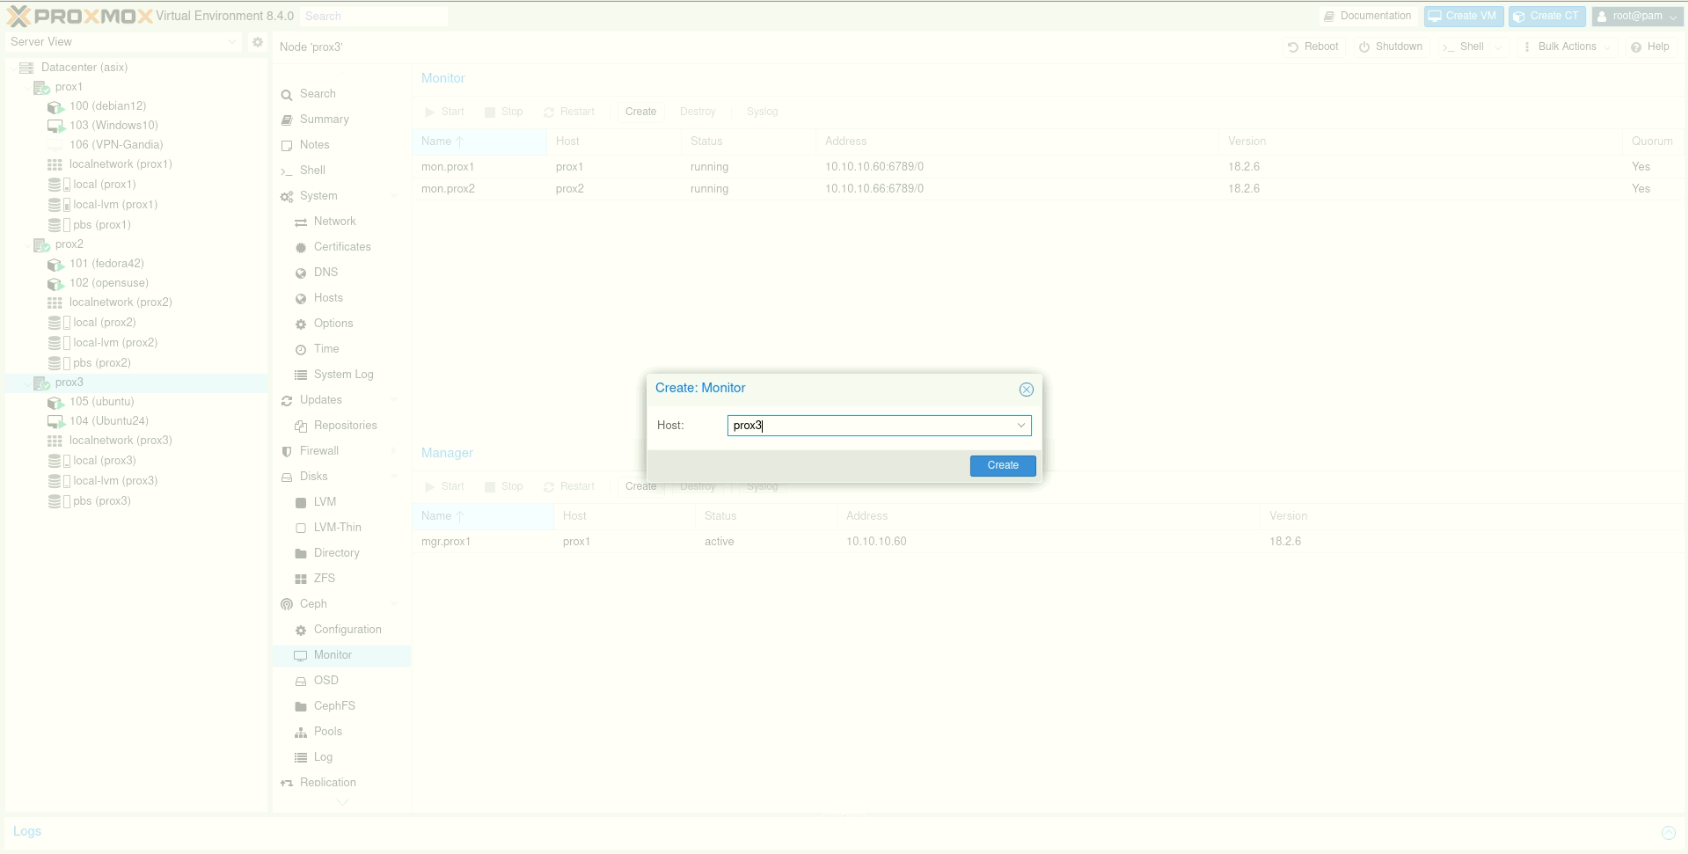 PROXMOX Virtual Environment 8.4.0 Search Documentation Create VM Create CT root@pam
Server View
Node 'prox3' Reboot Shutdown Shell Bulk Actions Help
Datacenter (asix)
prox1
100 (debian12)
103 (Windows10)
106 (VPN-Gandia)
localnetwork (prox1)
local (prox1)
local-lvm (prox1)
pbs (prox1)
prox2
101 (fedora42)
102 (opensuse)
localnetwork (prox2)
local (prox2)
local-lvm (prox2)
pbs (prox2)
prox3
105 (ubuntu)
104 (Ubuntu24)
localnetwork (prox3)
local (prox3)
local-lvm (prox3)
pbs (prox3)
Search
Summary
Notes
Shell
System
Network
Certificates
DNS
Hosts
Options
Time
System Log
Updates
Repositories
Firewall
Disks
LVM
LVM-Thin
Directory
ZFS
Ceph
Configuration
Monitor
OSD
CephFS
Pools
Log
Replication
Monitor
Start Stop Restart Create Destroy Syslog
Name Host Status Address Version Quorum
mon.prox1 prox1 running 10.10.10.60:6789/0 18.2.6 Yes
mon.prox2 prox2 running 10.10.10.66:6789/0 18.2.6 Yes
Create: Monitor
Host: prox3
Create
Manager
Start Stop Restart Create Destroy Syslog
Name Host Status Address Version
mgr.prox1 prox1 active 10.10.10.60 18.2.6
Logs